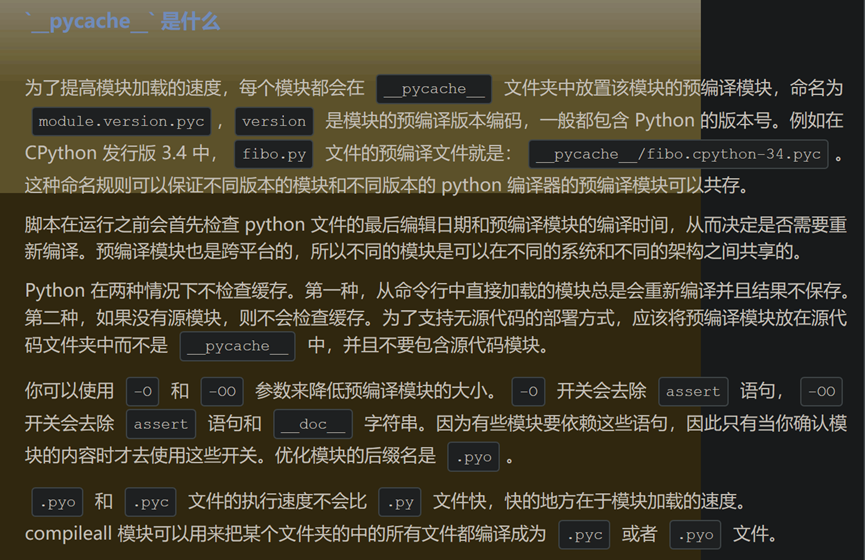 `__pycache__` 是什么
为了提高模块加载的速度，每个模块都会在 __pycache__ 文件夹中放置该模块的预编译模块，命名为
module.version.pyc ，version 是模块的预编译版本编码，一般都包含 Python 的版本号。例如在
CPython 发行版 3.4 中，fibo.py 文件的预编译文件就是：__pycache__/fibo.cpython-34.pyc 。
这种命名规则可以保证不同版本的模块和不同版本的 python 编译器的预编译模块可以共存。
脚本在运行之前会首先检查 python 文件的最后编辑日期和预编译模块的编译时间，从而决定是否需要重
新编译。预编译模块也是跨平台的，所以不同的模块是可以在不同的系统和不同的架构之间共享的。
Python 在两种情况下不检查缓存。第一种，从命令行中直接加载的模块总是会重新编译并且结果不保存。
第二种，如果没有源模块，则不会检查缓存。为了支持无源代码的部署方式，应该将预编译模块放在源代
码文件夹中而不是 __pycache__ 中，并且不要包含源代码模块。
你可以使用 -O 和 -OO 参数来降低预编译模块的大小。-O 开关会去除 assert 语句，-OO
开关会去除 assert 语句和 __doc__ 字符串。因为有些模块要依赖这些语句，因此只有当你确认模
块的内容时才去使用这些开关。优化模块的后缀名是 .pyo 。
.pyo 和 .pyc 文件的执行速度不会比 .py 文件快，快的地方在于模块加载的速度。
compileall 模块可以用来把某个文件夹的中的所有文件都编译成为 .pyc 或者 .pyo 文件。